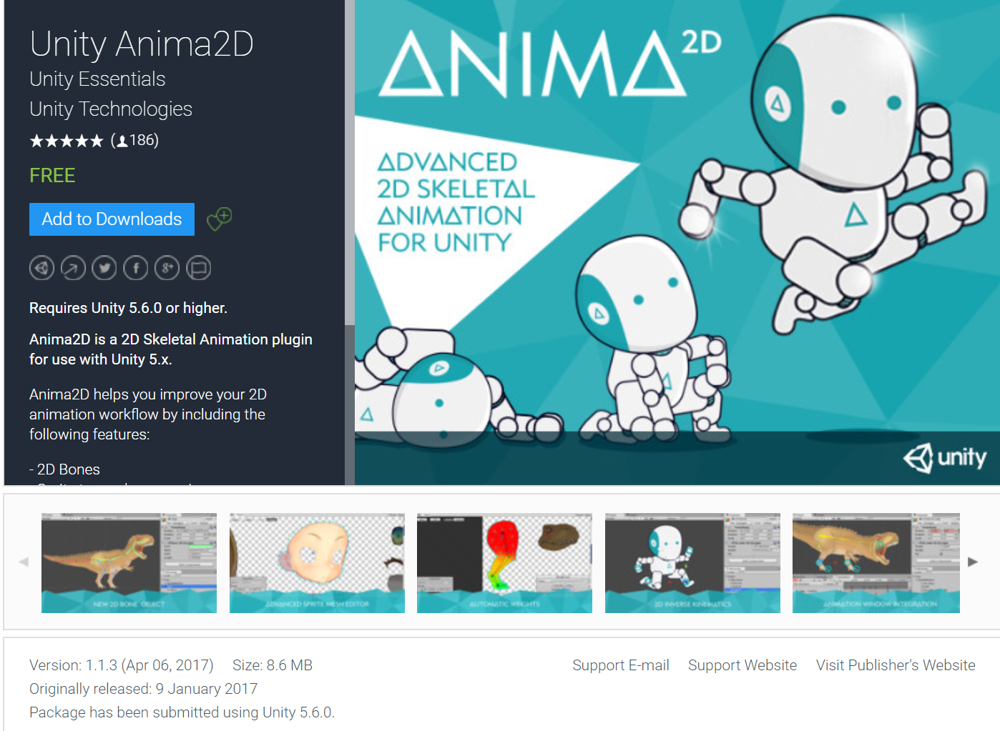 Unity Anima2D
Unity Essentials
Unity Technologies
★★★★★ (186)
FREE
Add to Downloads
Requires Unity 5.6.0 or higher.
Anima2D is a 2D Skeletal Animation plugin
for use with Unity 5.x.
Anima2D helps you improve your 2D
animation workflow by including the
following features:
- 2D Bones
ANIMA2D
ADVANCED
2D SKELETAL
ANIMATION
FOR UNITY
unity
NEW 2D BONE OBJECT
ADVANCED SPRITE MESH EDITOR
AUTOMATIC WEIGHTS
2D INVERSE KINEMATICS
ANIMATION WINDOW INTEGRATION
Version: 1.1.3 (Apr 06, 2017) Size: 8.6 MB
Support E-mail Support Website Visit Publisher's Website
Originally released: 9 January 2017
Package has been submitted using Unity 5.6.0.